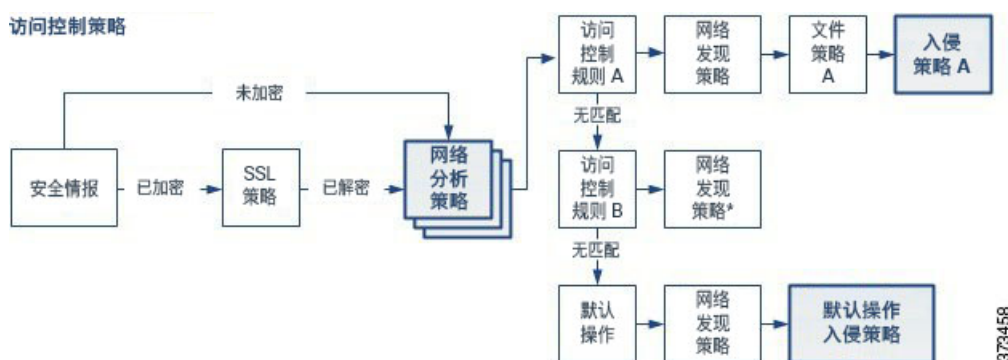 访问控制策略
访问
控制
规则 A
网络
发现
策略
文件
策略
A
入侵
策略 A
未加密
无匹配
安全情报
已加密
SSL
策略
已解密
网络
分析
策略
访问
控制
规则 B
网络
发现
策略*
无匹配
默认
操作
网络
发现
策略
默认操作
入侵策略
373458